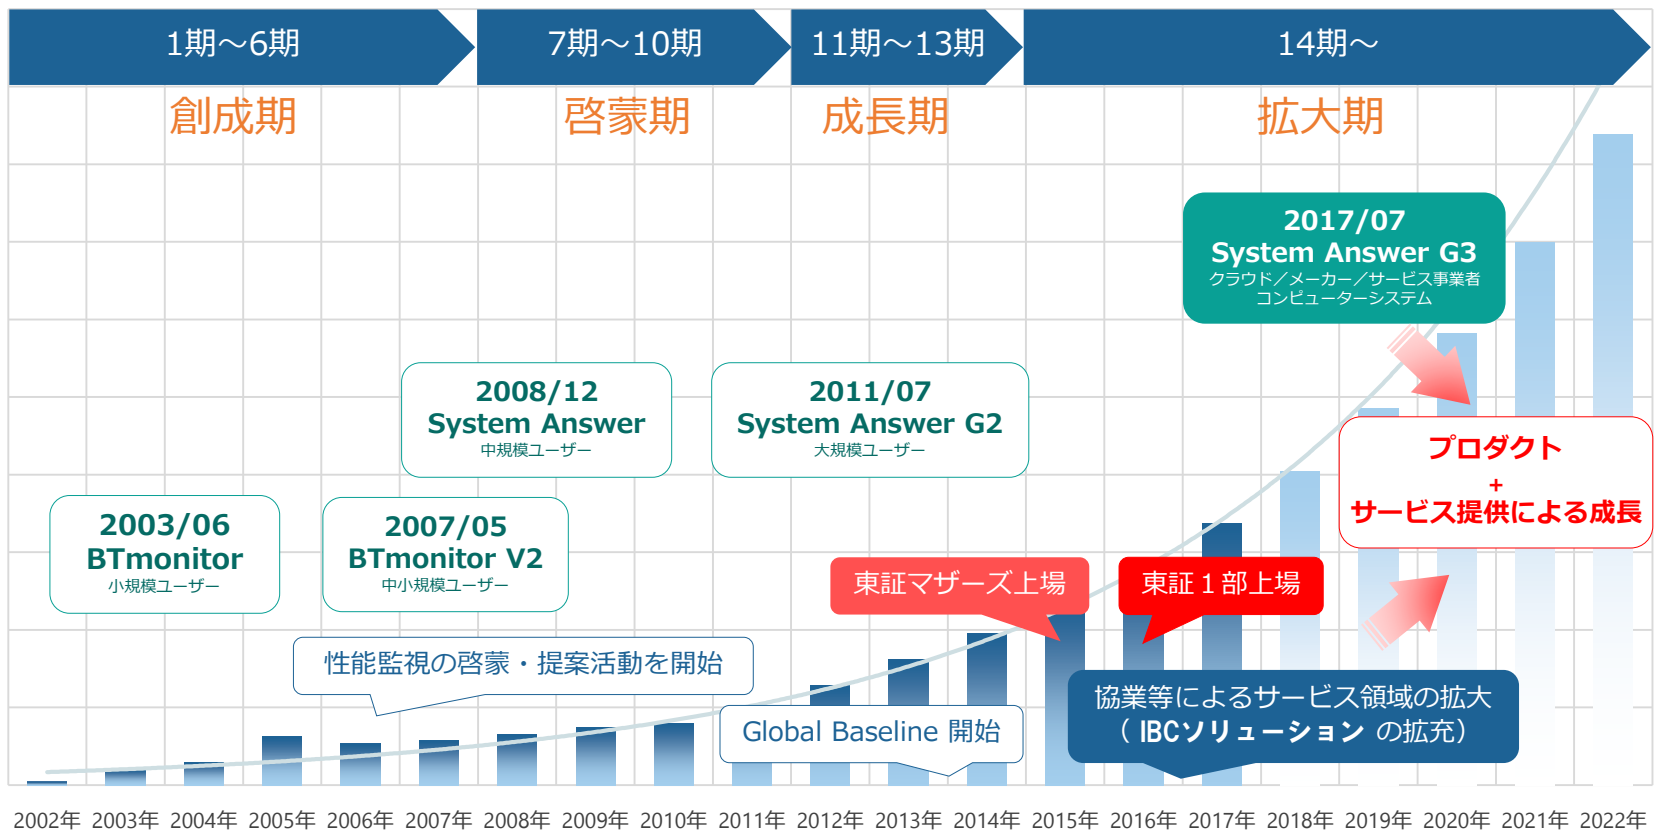 1期～6期
7期～10期
11期～13期
14期～
創成期
啓蒙期
成長期
拡大期
2017/07
System Answer G3
クラウド／メーカー／サービス事業者
コンピューターシステム
2008/12
System Answer
中規模ユーザー
2011/07
System Answer G2
大規模ユーザー
プロダクト
+
サービス提供による成長
2003/06
BTmonitor
小規模ユーザー
2007/05
BTmonitor V2
中小規模ユーザー
東証マザーズ上場
東証１部上場
性能監視の啓蒙・提案活動を開始
Global Baseline 開始
協業等によるサービス領域の拡大
（ IBCソリューション の拡充）
2002年 2003年 2004年 2005年 2006年 2007年 2008年 2009年 2010年 2011年 2012年 2013年 2014年 2015年 2016年 2017年 2018年 2019年 2020年 2021年 2022年